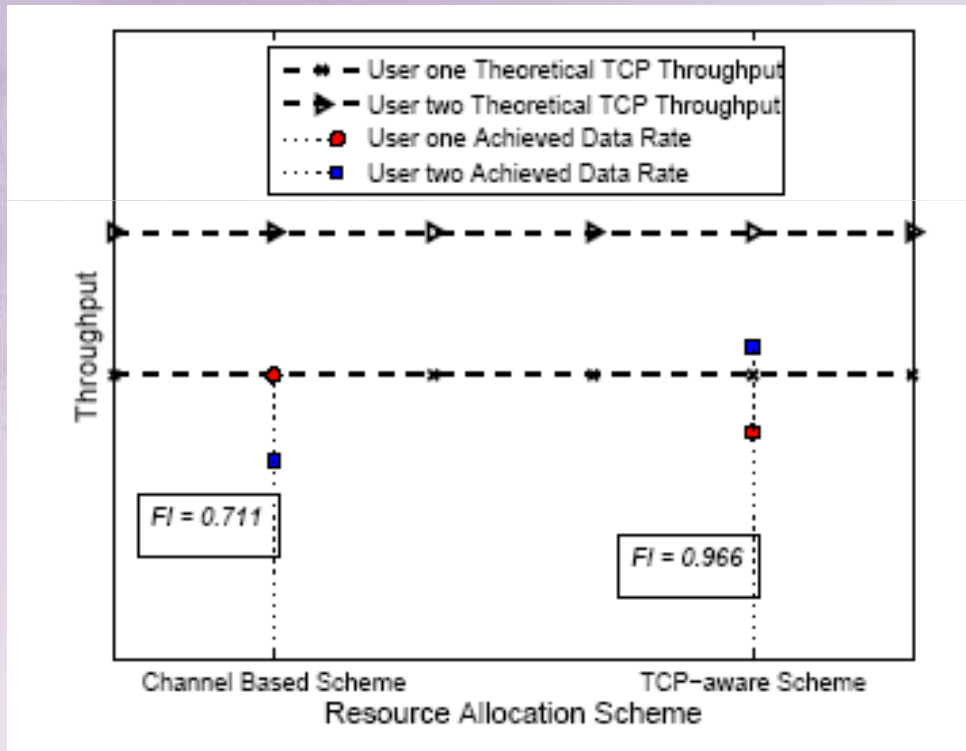 User one Theoretical TCP Throughput
User two Theoretical TCP Throughput
User one Achieved Data Rate
User two Achieved Data Rate
Throughput
FI = 0.711
FI = 0.966
Channel Based Scheme
TCP-aware Scheme
Resource Allocation Scheme